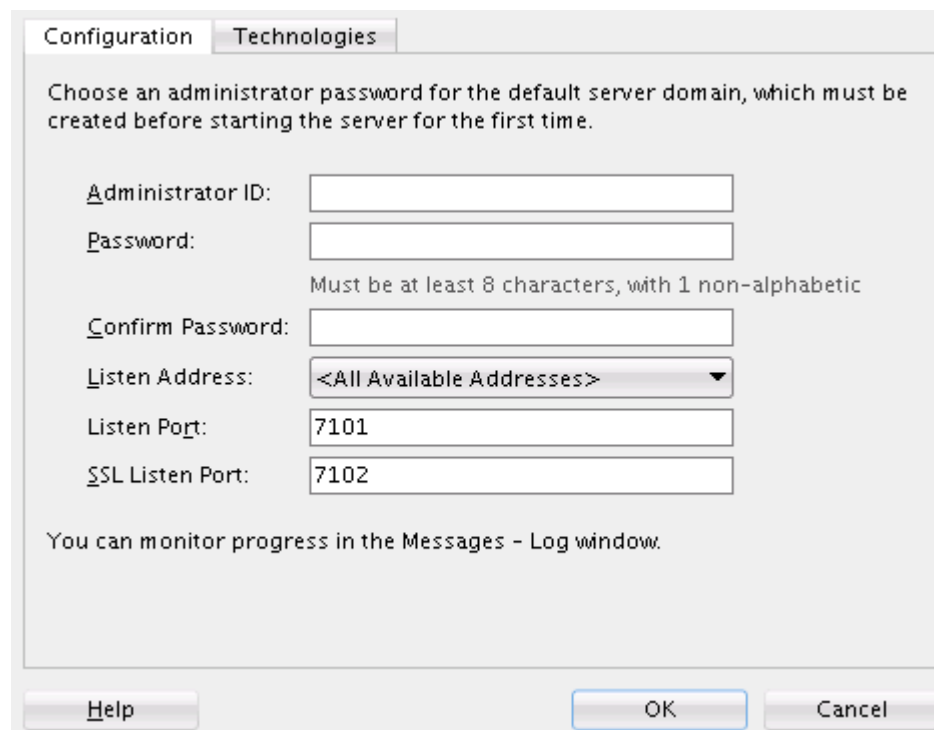 Configuration Technologies
Choose an administrator password for the default server domain, which must be
created before starting the server for the first time.
Administrator ID:
Password:
Must be at least 8 characters, with 1 non-alphabetic
Confirm Password:
Listen Address: <All Available Addresses>
Listen Port: 7101
SSL Listen Port: 7102
You can monitor progress in the Messages - Log window.
Help OK Cancel